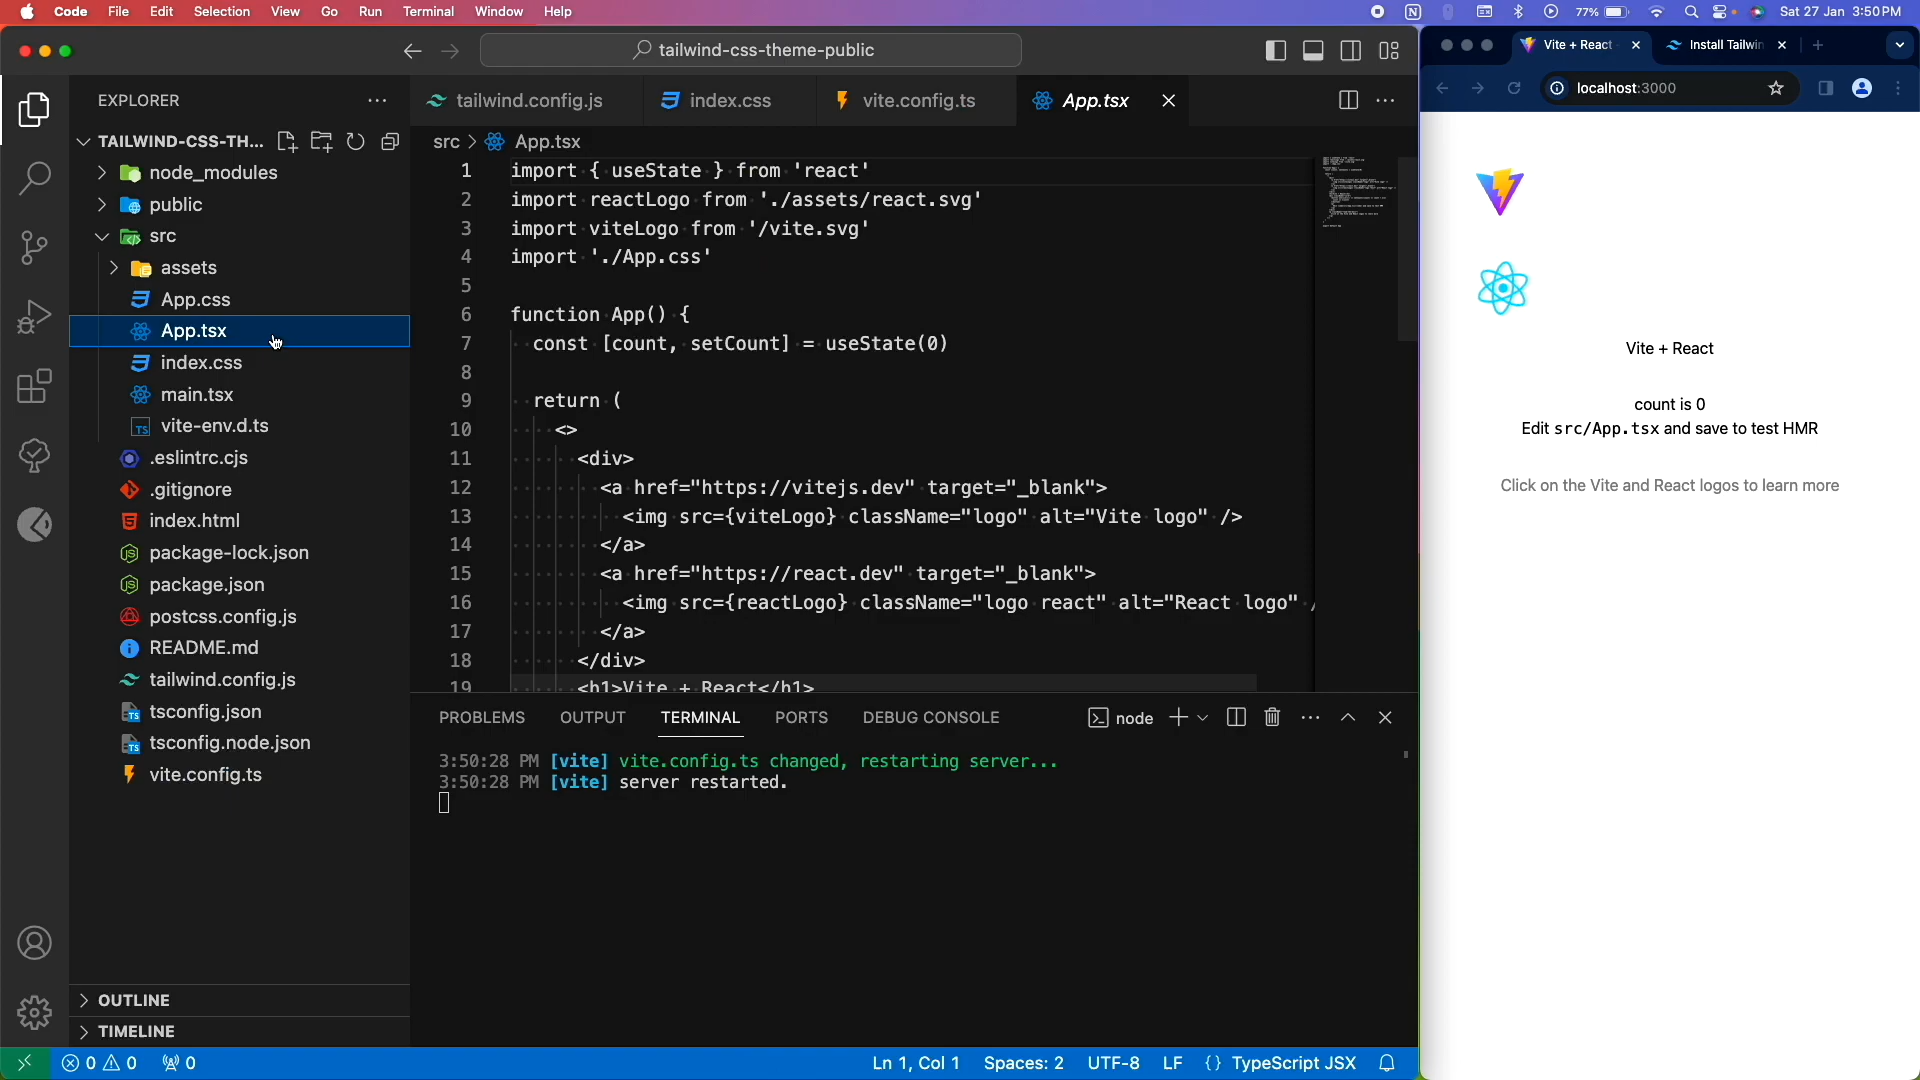 Code File Edit Selection View Go Run Terminal Window Help 77% Sat 27 Jan 3:50 PM
tailwind-css-theme-public
Vite + React
Install Tailwin
localhost:3000
EXPLORER
TAILWIND-CSS-TH...
node_modules
public
src
assets
App.css
App.tsx
index.css
main.tsx
vite-env.d.ts
.eslintrc.cjs
.gitignore
index.html
package-lock.json
package.json
postcss.config.js
README.md
tailwind.config.js
tsconfig.json
tsconfig.node.json
vite.config.ts
OUTLINE
TIMELINE
tailwind.config.js index.css vite.config.ts App.tsx
src > App.tsx
1 import { useState } from 'react'
2 import reactLogo from './assets/react.svg'
3 import viteLogo from '/vite.svg'
4 import './App.css'
5
6 function App() {
7 const [count, setCount] = useState(0)
8
9 return (
10 <>
11 <div>
12 <a href="https://vitejs.dev" target="_blank">
13 <img src={viteLogo} className="logo" alt="Vite logo" />
14 </a>
15 <a href="https://react.dev" target="_blank">
16 <img src={reactLogo} className="logo react" alt="React logo" /
17 </a>
18 </div>
19 <h1>Vite + React</h1>
PROBLEMS OUTPUT TERMINAL PORTS DEBUG CONSOLE node
3:50:28 PM [vite] vite.config.ts changed, restarting server...
3:50:28 PM [vite] server restarted.
0 0 0 Ln 1, Col 1 Spaces: 2 UTF-8 LF {} TypeScript JSX
Vite + React
count is 0
Edit src/App.tsx and save to test HMR
Click on the Vite and React logos to learn more